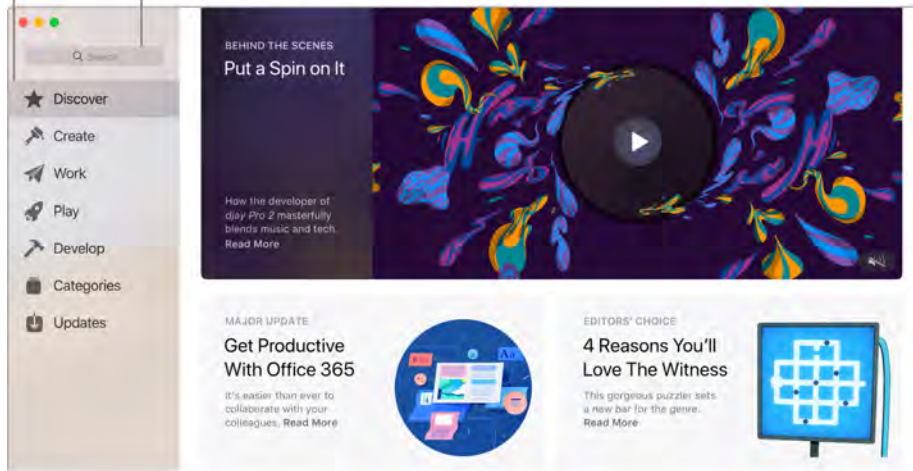 Search
Discover
Create
Work
Play
Develop
Categories
Updates
BEHIND THE SCENES
Put a Spin on It
How the developer of
djay Pro 2 masterfully
blends music and tech.
Read More
MAJOR UPDATE
Get Productive
With Office 365
It's easier than ever to
collaborate with your
colleagues. Read More
Aa
EDITORS' CHOICE
4 Reasons You'll
Love The Witness
This gorgeous puzzler sets
a new bar for the genre.
Read More